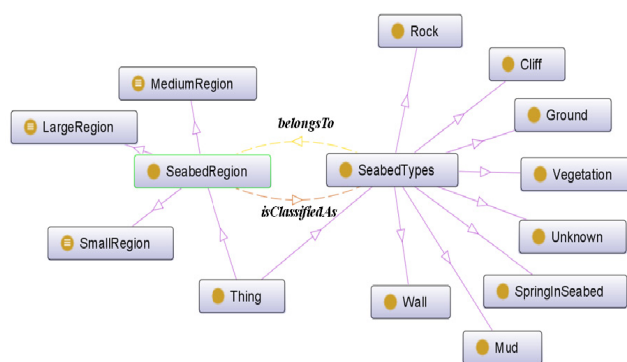 Rock
Cliff
MediumRegion
Ground
LargeRegion
belongsTo
SeabedRegion
SeabedTypes
Vegetation
isClassifiedAs
SmallRegion
Unknown
Thing
Wall
SpringInSeabed
Mud